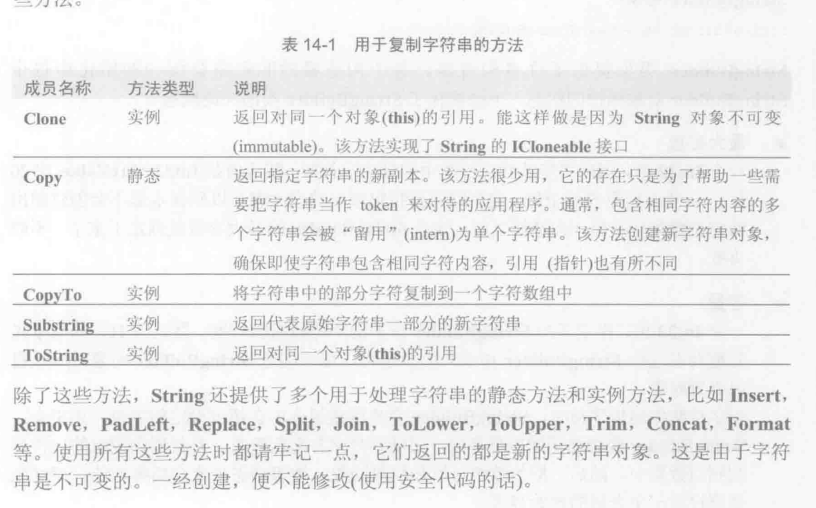 些方法。
表 14-1 用于复制字符串的方法
成员名称 方法类型 说明
Clone 实例 返回对同一个对象(this)的引用。能这样做是因为 String 对象不可变
(immutable)。该方法实现了 String 的 ICloneable 接口
Copy 静态 返回指定字符串的新副本。该方法很少用，它的存在只是为了帮助一些需
要把字符串当作 token 来对待的应用程序。通常，包含相同字符内容的多
个字符串会被“留用”(intern)为单个字符串。该方法创建新字符串对象，
确保即使字符串包含相同字符内容，引用 (指针)也有所不同
CopyTo 实例 将字符串中的部分字符复制到一个字符数组中
Substring 实例 返回代表原始字符串一部分的新字符串
ToString 实例 返回对同一个对象(this)的引用
除了这些方法，String 还提供了多个用于处理字符串的静态方法和实例方法，比如 Insert，
Remove，PadLeft，Replace，Split，Join，ToLower，ToUpper，Trim，Concat，Format
等。使用所有这些方法时都请牢记一点，它们返回的都是新的字符串对象。这是由于字符
串是不可变的。一经创建，便不能修改(使用安全代码的话)。